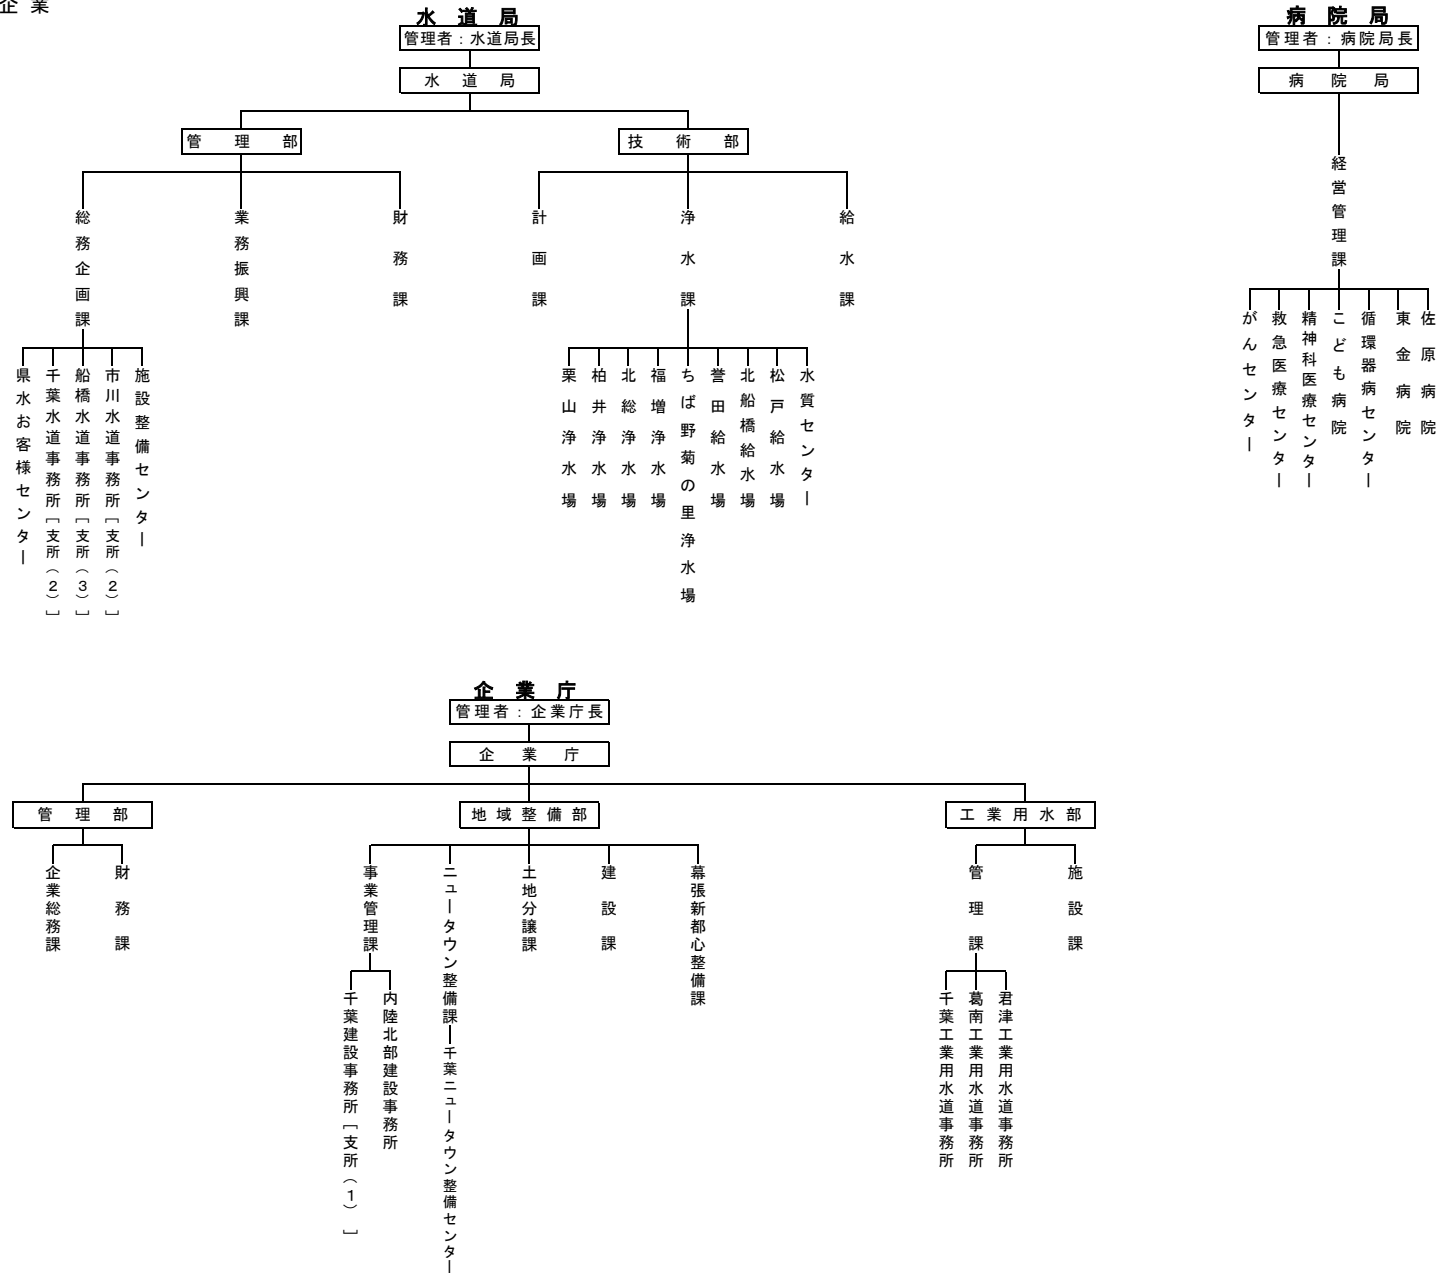 企 業
水 道 局
管理者：水道局長
水 道 局
管 理 部
技 術 部
総務企画課
業務振興課
財務課
計画課
浄水課
給水課
県水お客様センター
千葉水道事務所［支所（２）］
船橋水道事務所［支所（３）］
市川水道事務所［支所（２）］
施設整備センター
栗山浄水場
柏井浄水場
北総浄水場
福増浄水場
ちば野菊の里浄水場
誉田給水場
北船橋給水場
松戸給水場
水質センター
病 院 局
管理者：病院局長
病 院 局
経営管理課
がんセンター
救急医療センター
精神科医療センター
こども病院
循環器病センター
東金病院
佐原病院
企 業 庁
管理者：企業庁長
企 業 庁
管 理 部
地 域 整 備 部
工 業 用 水 部
企業総務課
財務課
事業管理課
ニュータウン整備課
土地分譲課
建設課
幕張新都心整備課
管理課
施設課
千葉建設事務所［支所（１）］
内陸北部建設事務所
千葉ニュータウン整備センター
千葉工業用水道事務所
葛南工業用水道事務所
君津工業用水道事務所